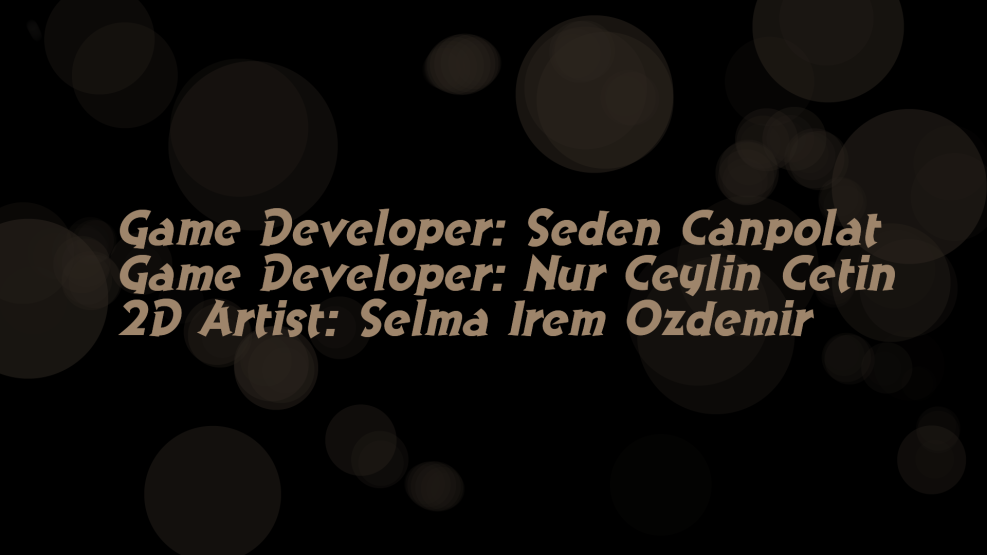 Game Developer: Seden Canpolat
Game Developer: Nur Ceylin Cetin
2D Artist: Selma Irem Ozdemir